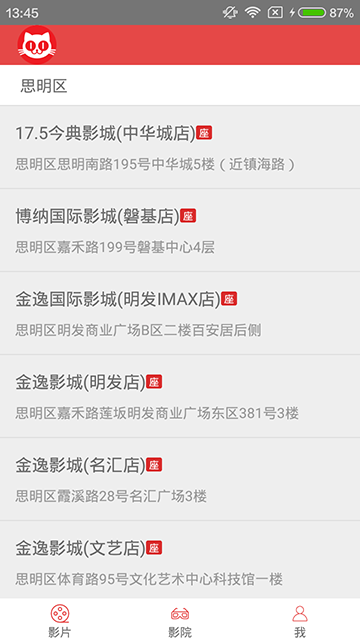 13:45 87%
思明区
17.5今典影城(中华城店)座
思明区思明南路195号中华城5楼（近镇海路）
博纳国际影城(磐基店)座
思明区嘉禾路199号磐基中心4层
金逸国际影城(明发IMAX店)座
思明区明发商业广场B区二楼百安居后侧
金逸影城(明发店)座
思明区嘉禾路莲坂明发商业广场东区381号3楼
金逸影城(名汇店)座
思明区霞溪路28号名汇广场3楼
金逸影城(文艺店)座
思明区体育路95号文化艺术中心科技馆一楼
影片 影院 我